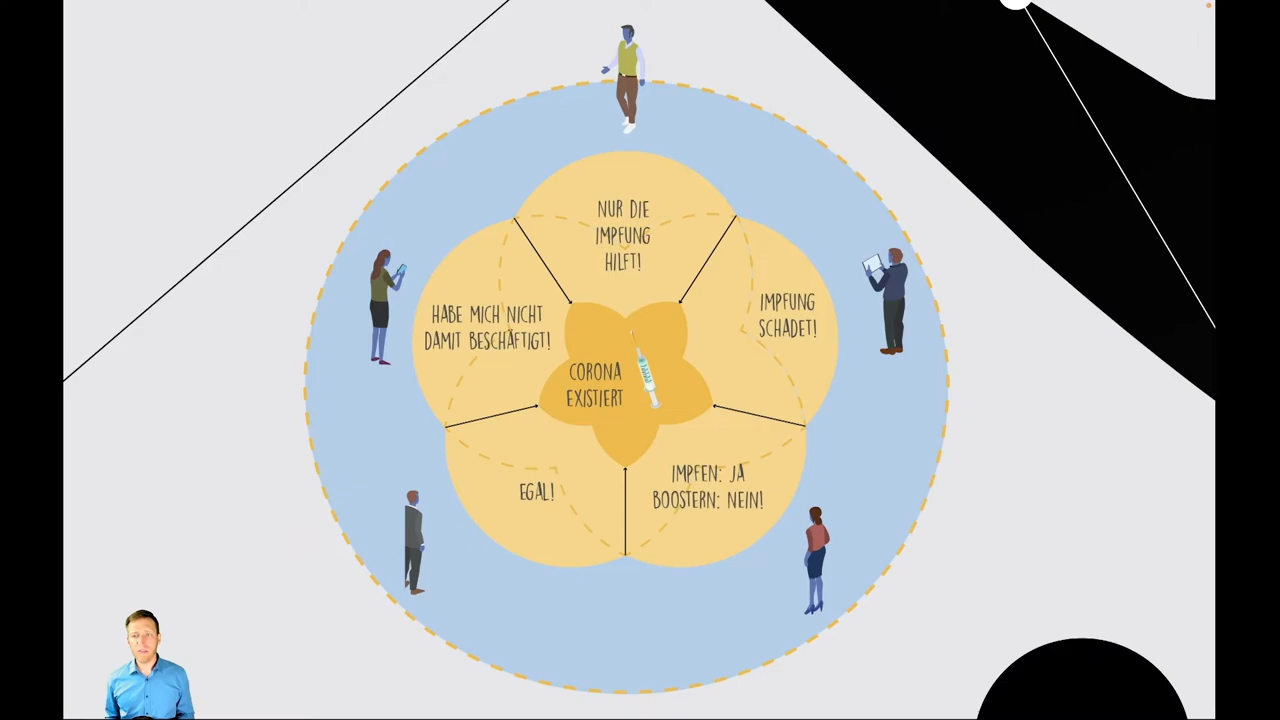 NUR DIE
IMPFUNG
HILFT!
HABE MICH NICHT
DAMIT BESCHÄFTIGT!
IMPFUNG
SCHADET!
CORONA
EXISTIERT
EGAL!
IMPFEN: JA
BOOSTERN: NEIN!